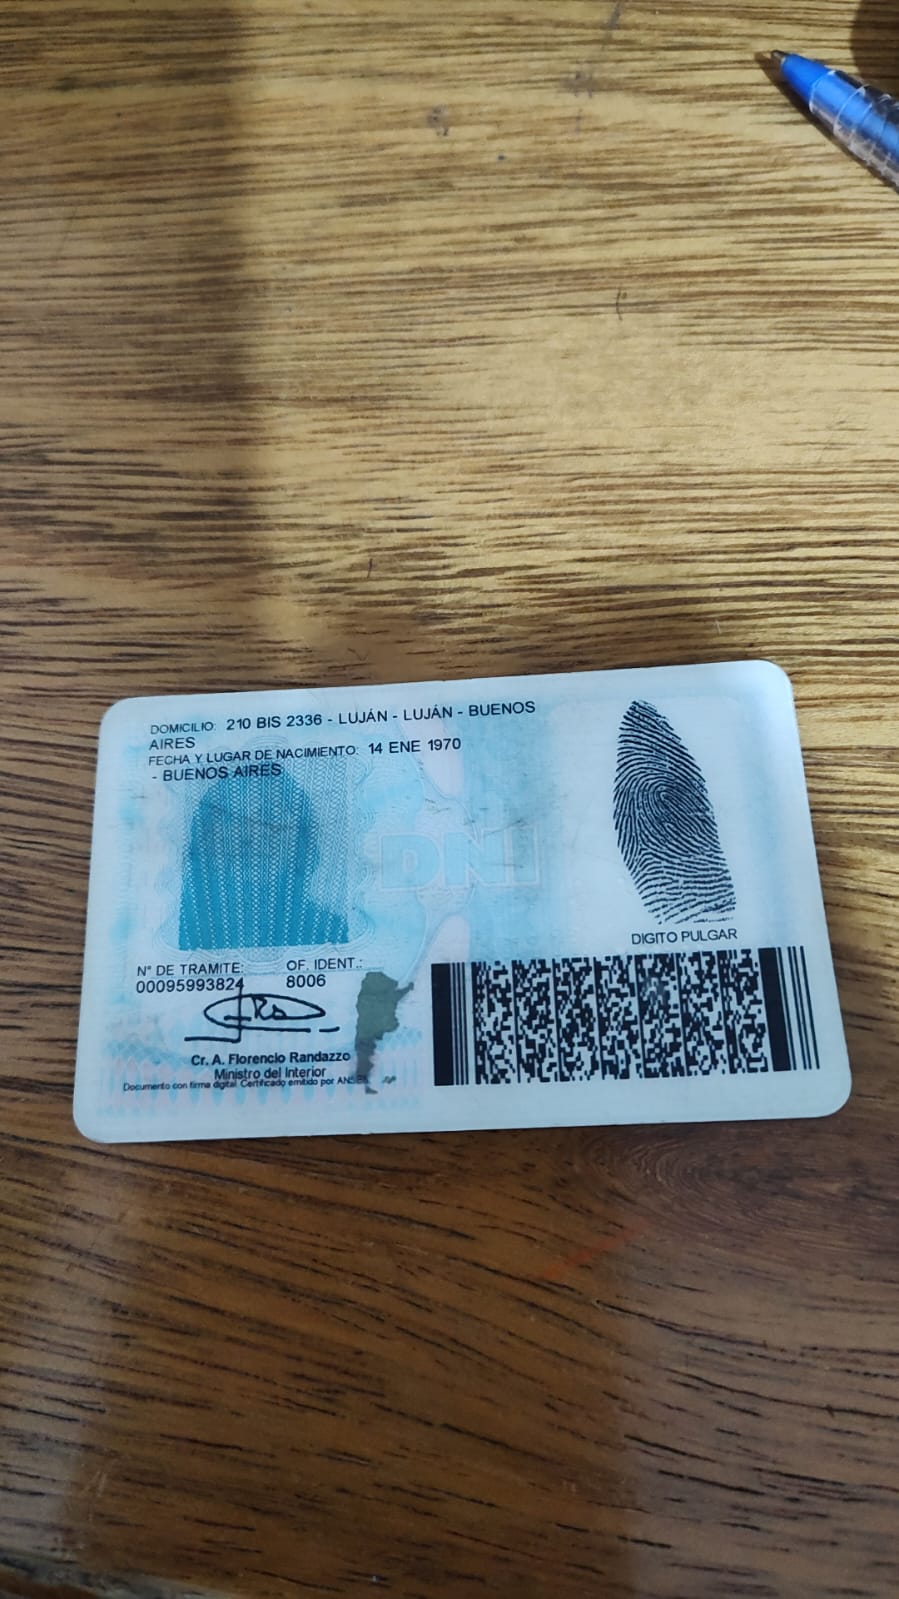 DOMICILIO: 210 BIS 2336 - LUJÁN - LUJÁN - BUENOS
AIRES
FECHA Y LUGAR DE NACIMIENTO: 14 ENE 1970
- BUENOS AIRES
DNI
DIGITO PULGAR
N° DE TRAMITE: OF. IDENT.:
00095993824 8006
Cr. A. Florencio Randazzo
Ministro del Interior
Documento con firma digital Certificado emitido por ANSES